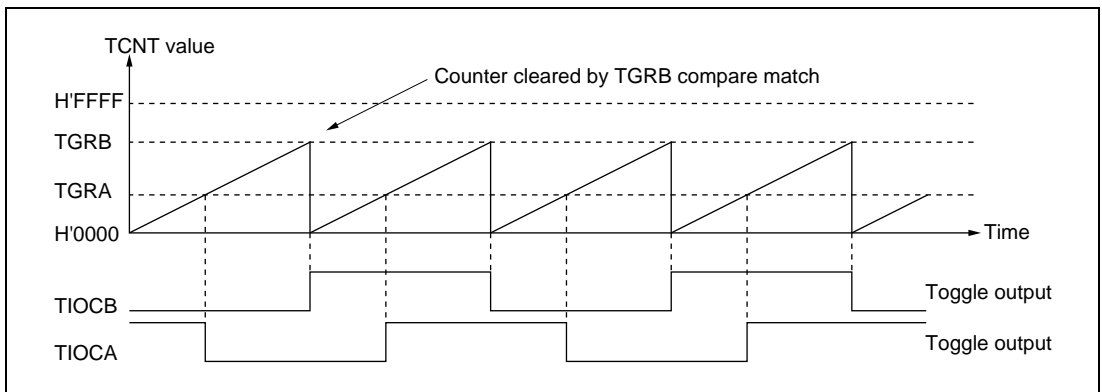 TCNT value
Counter cleared by TGRB compare match
H'FFFF
TGRB
TGRA
H'0000
Time
TIOCB
Toggle output
TIOCA
Toggle output